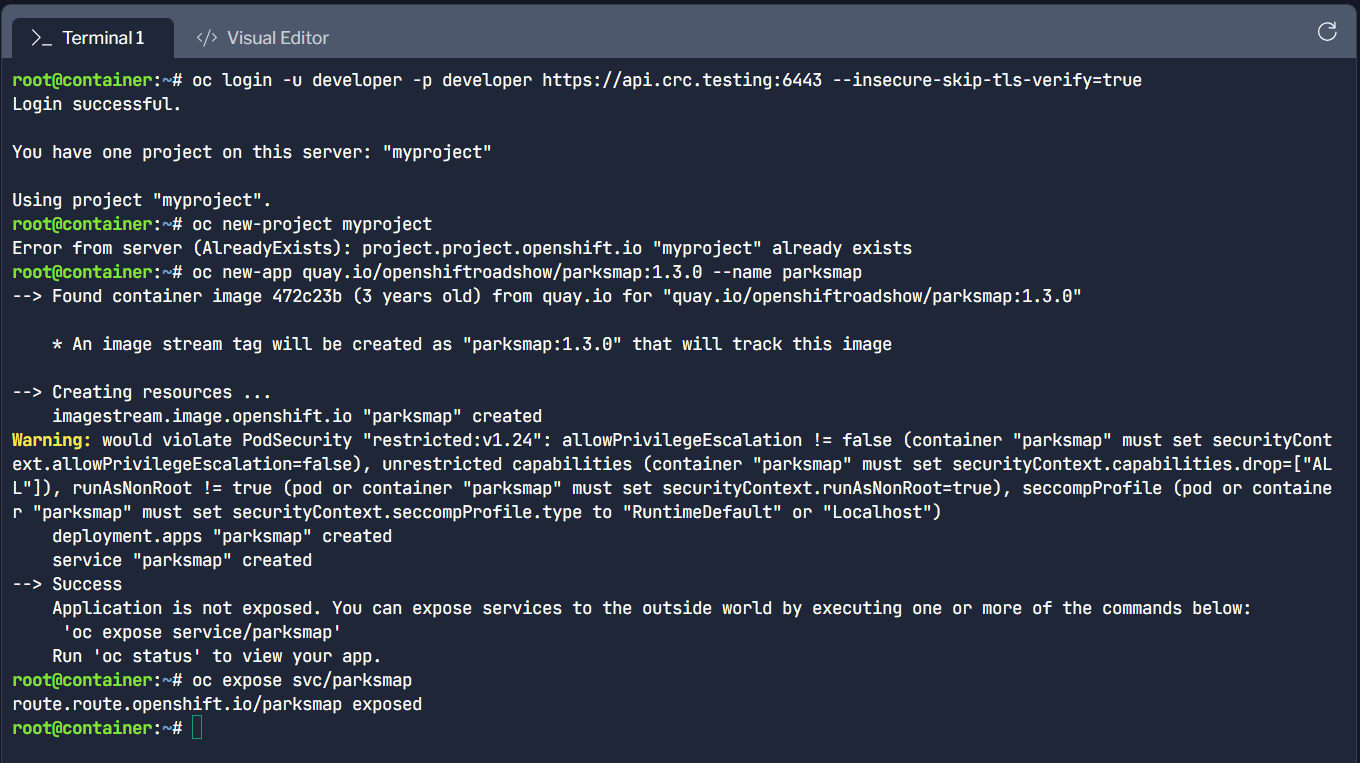 >_ Terminal 1
</> Visual Editor
root@container:~# oc login -u developer -p developer https://api.crc.testing:6443 --insecure-skip-tls-verify=true
Login successful.
You have one project on this server: "myproject"
Using project "myproject".
root@container:~# oc new-project myproject
Error from server (AlreadyExists): project.project.openshift.io "myproject" already exists
root@container:~# oc new-app quay.io/openshiftroadshow/parksmap:1.3.0 --name parksmap
--> Found container image 472c23b (3 years old) from quay.io for "quay.io/openshiftroadshow/parksmap:1.3.0"
* An image stream tag will be created as "parksmap:1.3.0" that will track this image
--> Creating resources ...
imagestream.image.openshift.io "parksmap" created
Warning: would violate PodSecurity "restricted:v1.24": allowPrivilegeEscalation != false (container "parksmap" must set securityCont
ext.allowPrivilegeEscalation=false), unrestricted capabilities (container "parksmap" must set securityContext.capabilities.drop=["AL
L"]), runAsNonRoot != true (pod or container "parksmap" must set securityContext.runAsNonRoot=true), seccompProfile (pod or containe
r "parksmap" must set securityContext.seccompProfile.type to "RuntimeDefault" or "Localhost")
deployment.apps "parksmap" created
service "parksmap" created
--> Success
Application is not exposed. You can expose services to the outside world by executing one or more of the commands below:
'oc expose service/parksmap'
Run 'oc status' to view your app.
root@container:~# oc expose svc/parksmap
route.route.openshift.io/parksmap exposed
root@container:~#